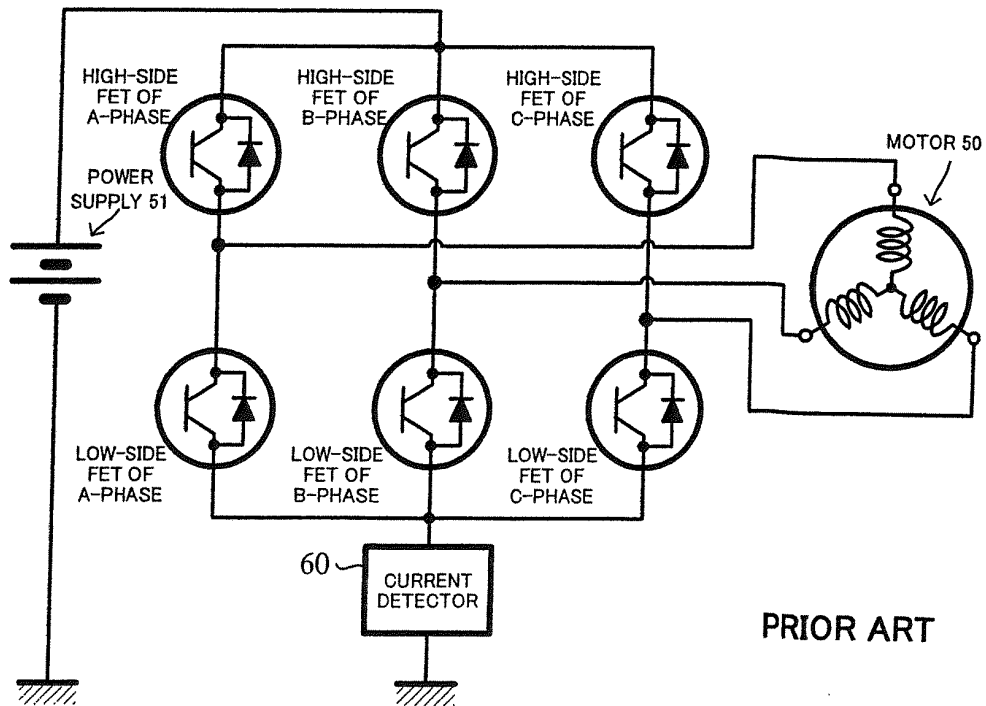 HIGH-SIDE
FET OF
A-PHASE
HIGH-SIDE
FET OF
B-PHASE
HIGH-SIDE
FET OF
C-PHASE
MOTOR 50
POWER
SUPPLY 51
LOW-SIDE
FET OF
A-PHASE
LOW-SIDE
FET OF
B-PHASE
LOW-SIDE
FET OF
C-PHASE
60
CURRENT
DETECTOR
PRIOR ART